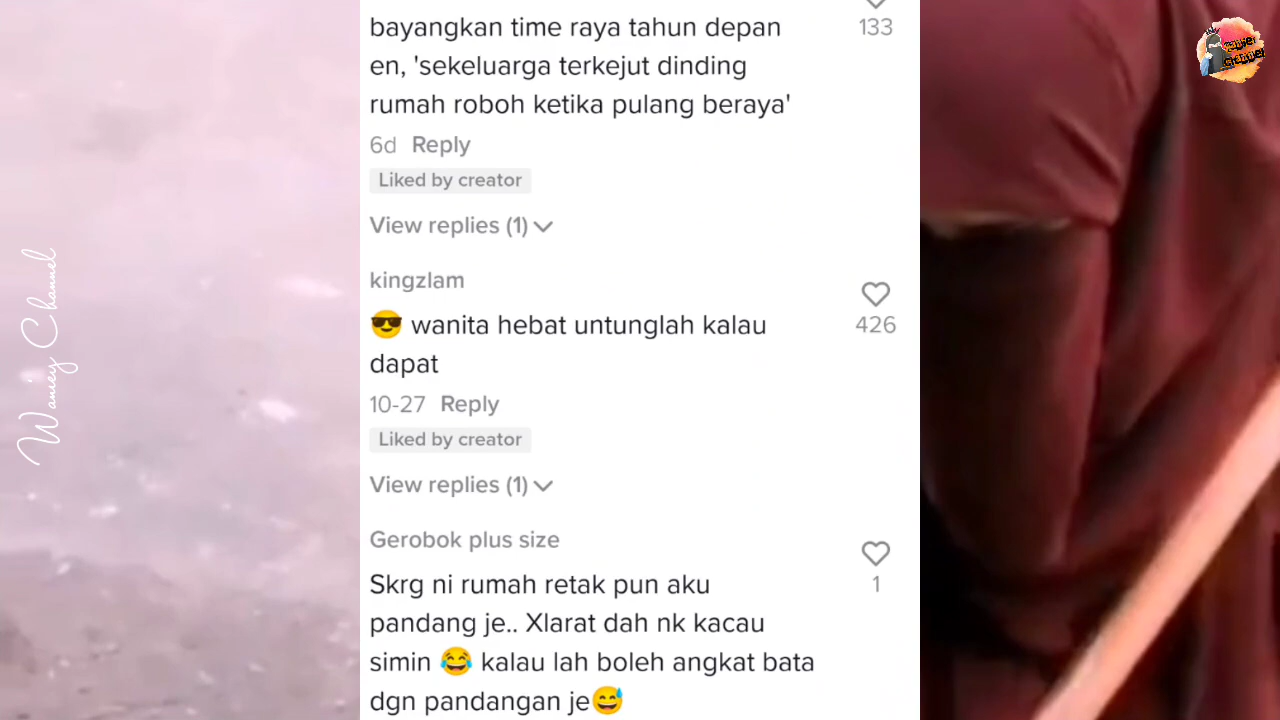 bayangkan time raya tahun depan
en, 'sekeluarga terkejut dinding
rumah roboh ketika pulang beraya'
133
6d Reply
Liked by creator
View replies (1)
kingzlam
😎 wanita hebat untunglah kalau
dapat
426
10-27 Reply
Liked by creator
View replies (1)
Gerobok plus size
Skrg ni rumah retak pun aku
pandang je.. Xlarat dah nk kacau
simin 😂 kalau lah boleh angkat bata
dgn pandangan je😅
1
Waniey Channel